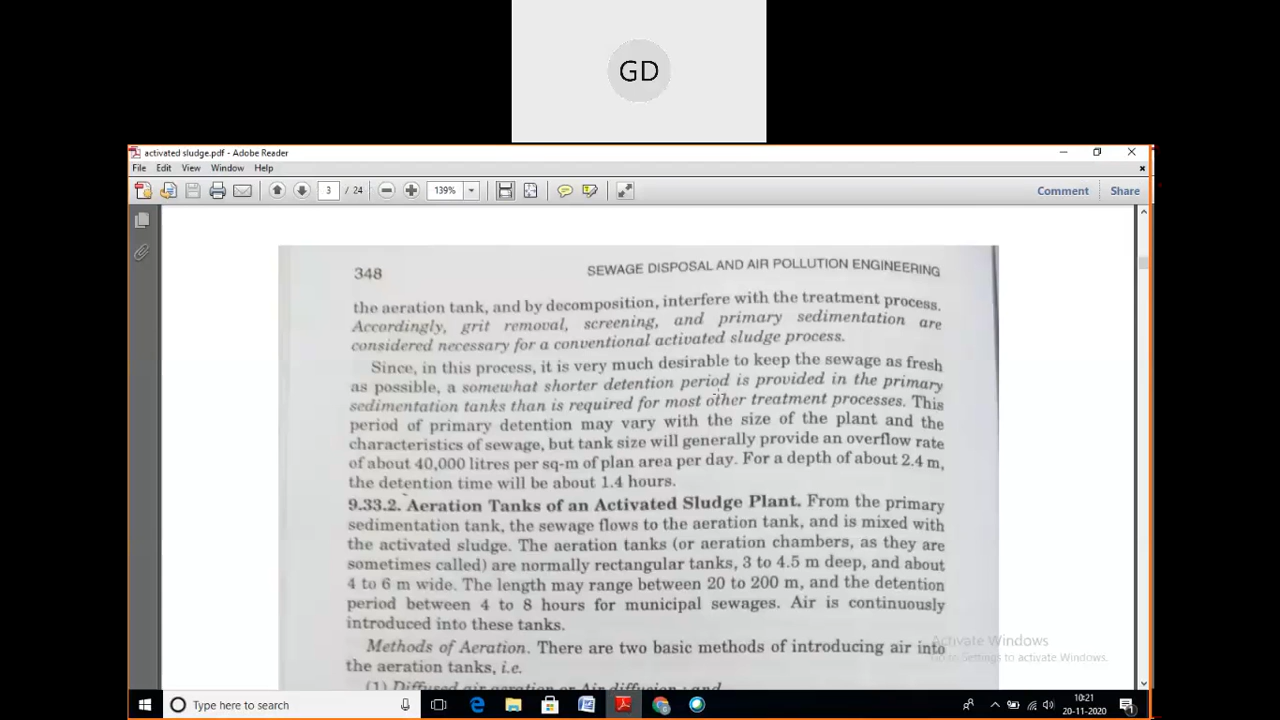 GD
activated sludge.pdf - Adobe Reader
File Edit View Window Help
3 / 24 139% Comment Share
348 SEWAGE DISPOSAL AND AIR POLLUTION ENGINEERING
the aeration tank, and by decomposition, interfere with the treatment process.
Accordingly, grit removal, screening, and primary sedimentation are
considered necessary for a conventional activated sludge process.
Since, in this process, it is very much desirable to keep the sewage as fresh
as possible, a somewhat shorter detention period is provided in the primary
sedimentation tanks than is required for most other treatment processes. This
period of primary detention may vary with the size of the plant and the
characteristics of sewage, but tank size will generally provide an overflow rate
of about 40,000 litres per sq-m of plan area per day. For a depth of about 2.4 m,
the detention time will be about 1.4 hours.
9.33.2. Aeration Tanks of an Activated Sludge Plant. From the primary
sedimentation tank, the sewage flows to the aeration tank, and is mixed with
the activated sludge. The aeration tanks (or aeration chambers, as they are
sometimes called) are normally rectangular tanks, 3 to 4.5 m deep, and about
4 to 6 m wide. The length may range between 20 to 200 m, and the detention
period between 4 to 8 hours for municipal sewages. Air is continuously
introduced into these tanks.
Methods of Aeration. There are two basic methods of introducing air into
the aeration tanks, i.e.
(1) Diffused air aeration or Air diffusion ; and
Activate Windows
Go to Settings to activate Windows.
Type here to search
10:21
20-11-2020